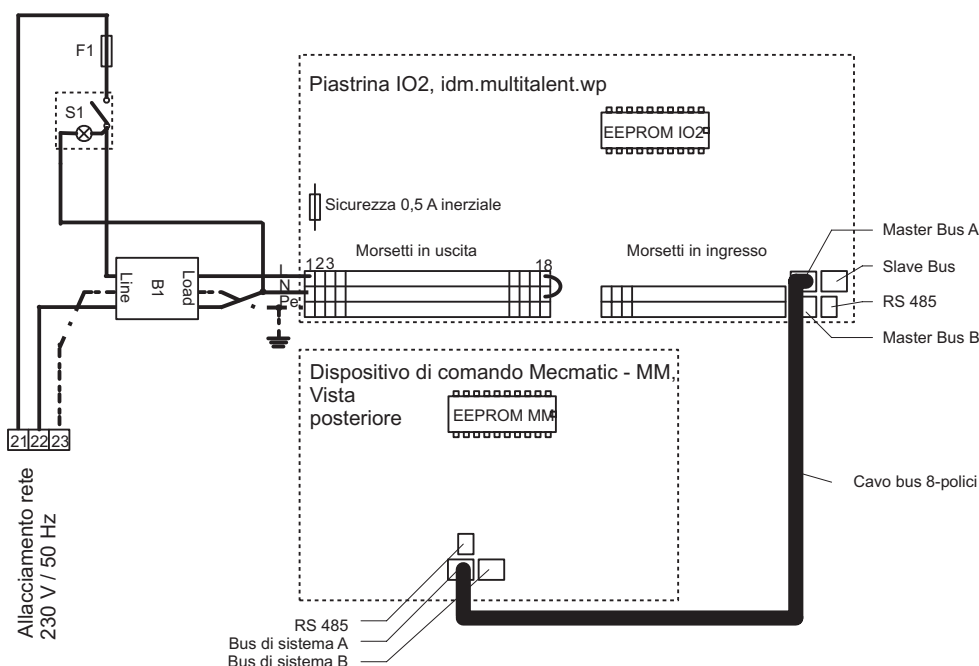 F1
S1
Piastrina IO2, idm.multitalent.wp
EEPROM IO2
Sicurezza 0,5 A inerziale
Morsetti in uscita
Morsetti in ingresso
123
18
L
N
Pe
Line
B1
Load
Master Bus A
Slave Bus
RS 485
Master Bus B
Dispositivo di comando Mecmatic - MM,
Vista
posteriore
EEPROM MM
21 22 23
Allacciamento rete
230 V / 50 Hz
Cavo bus 8-polici
RS 485
Bus di sistema A
Bus di sistema B